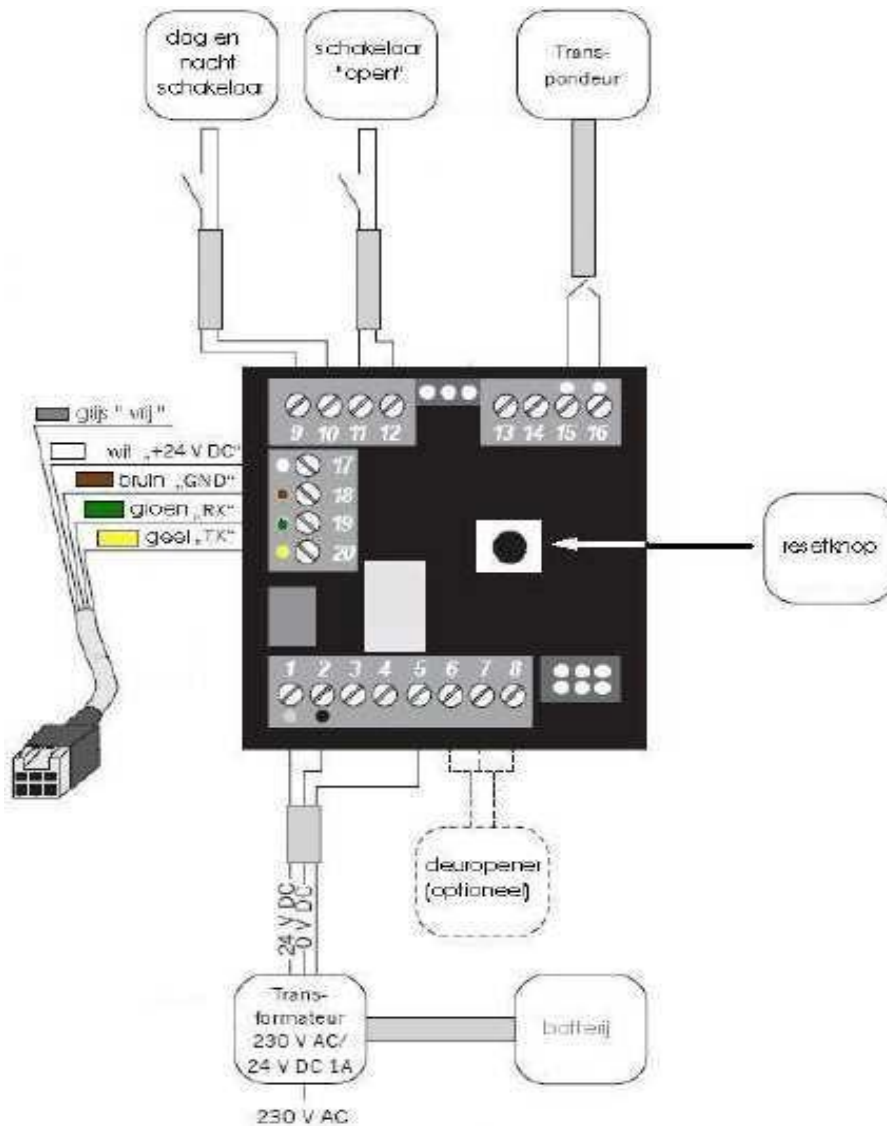 dag en
nacht
schakelaar
schakelaar
"open"
Trans-
pondeur
9 10 11 12
13 14 15 16
grijs " vrij "
wit „+24 V DC“
bruin „GND“
groen „RX“
geel „TX“
17
18
19
20
resetknop
1 2 3 4 5 6 7 8
deuropener
(optioneel)
24 V DC
0 V DC
Trans-
formateur
230 V AC/
24 V DC 1A
batterij
230 V AC